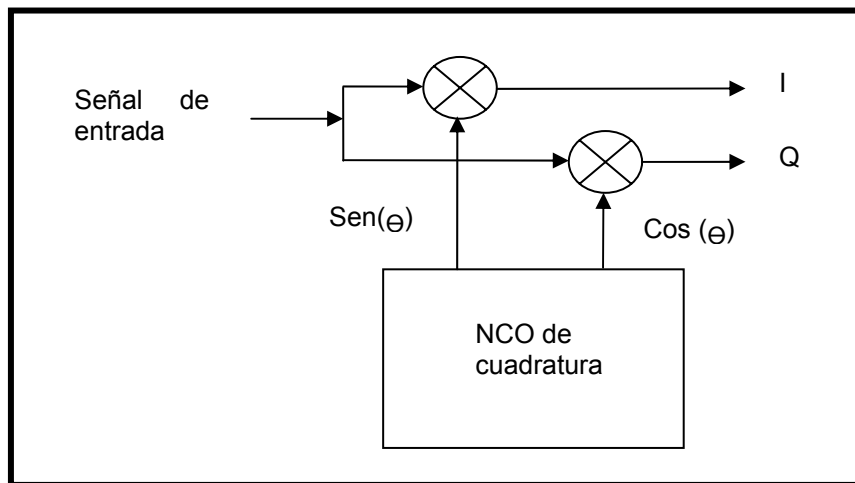 I
Señal de
entrada
Q
Sen(Θ)
Cos (Θ)
NCO de
cuadratura